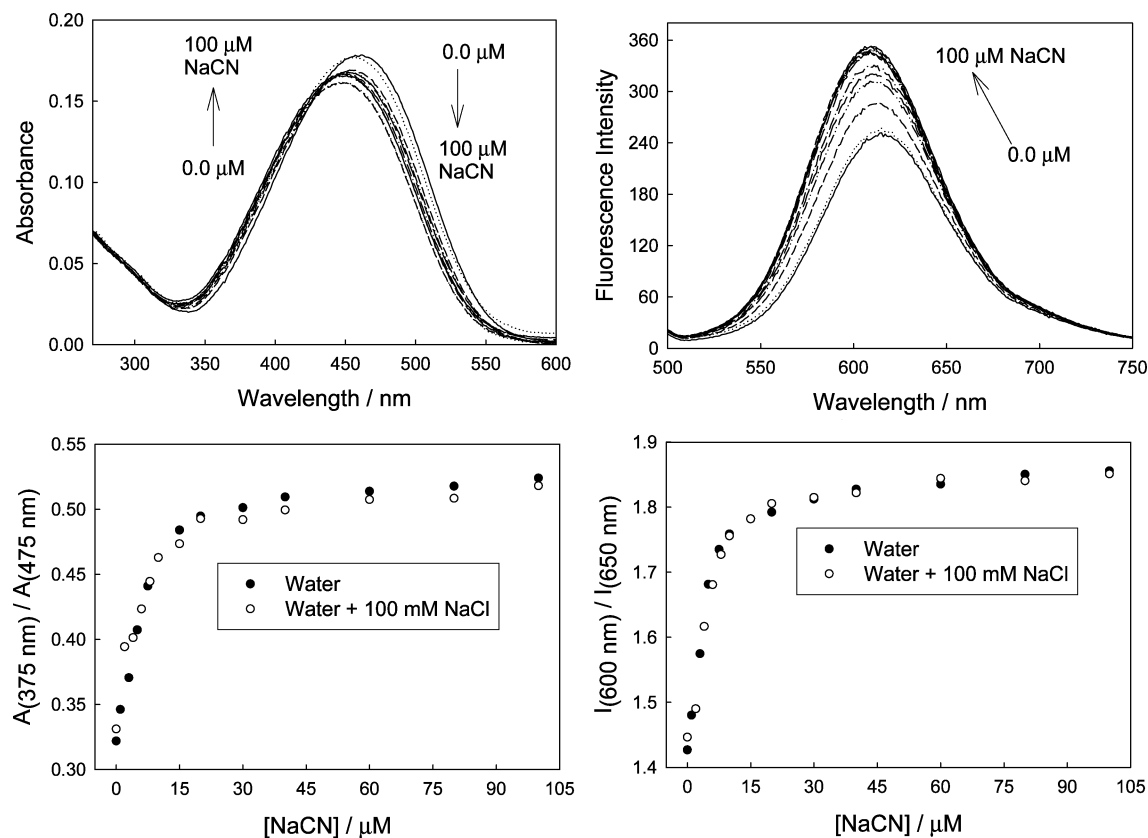 0.20
0.15
0.10
0.05
0.00
Absorbance
100 μM
NaCN
0.0 μM
0.0 μM
100 μM
NaCN
300 350 400 450 500 550 600
Wavelength / nm
360
300
240
180
120
60
0
Fluorescence Intensity
100 μM NaCN
0.0 μM
500 550 600 650 700 750
Wavelength / nm
0.55
0.50
0.45
0.40
0.35
0.30
A(375 nm) / A(475 nm)
Water
Water + 100 mM NaCl
0 15 30 45 60 75 90 105
[NaCN] / μM
1.9
1.8
1.7
1.6
1.5
1.4
I(600 nm) / I(650 nm)
Water
Water + 100 mM NaCl
0 15 30 45 60 75 90 105
[NaCN] / μM